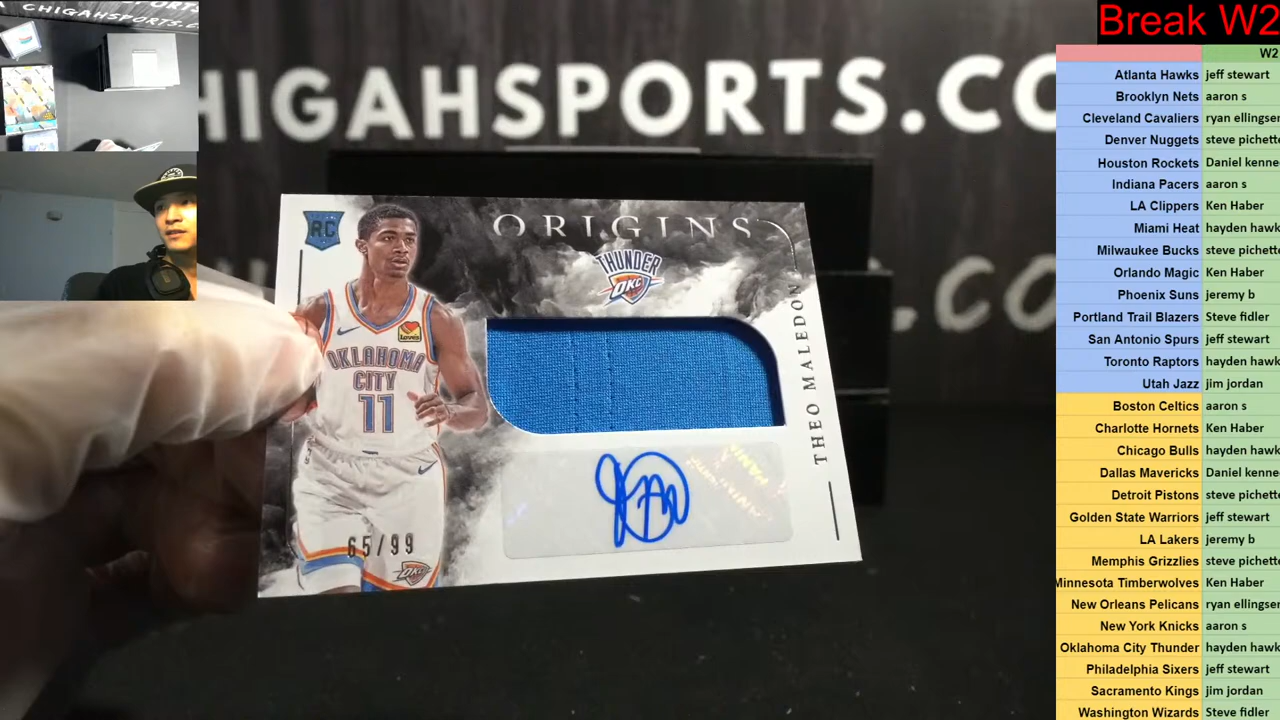 Break W2
CHIGAHSPORTS.C
HIGAHSPORTS.CO
W2
Atlanta Hawks jeff stewart
Brooklyn Nets aaron s
Cleveland Cavaliers ryan ellingsen
Denver Nuggets steve pichette
Houston Rockets Daniel kenne
Indiana Pacers aaron s
LA Clippers Ken Haber
Miami Heat hayden hawk
Milwaukee Bucks steve pichette
Orlando Magic Ken Haber
Phoenix Suns jeremy b
Portland Trail Blazers Steve fidler
San Antonio Spurs jeff stewart
Toronto Raptors hayden hawk
Utah Jazz jim jordan
Boston Celtics aaron s
Charlotte Hornets Ken Haber
Chicago Bulls hayden hawk
Dallas Mavericks Daniel kenne
Detroit Pistons steve pichette
Golden State Warriors jeff stewart
LA Lakers jeremy b
Memphis Grizzlies steve pichette
Minnesota Timberwolves Ken Haber
New Orleans Pelicans ryan ellingsen
New York Knicks aaron s
Oklahoma City Thunder hayden hawk
Philadelphia Sixers jeff stewart
Sacramento Kings jim jordan
Washington Wizards Steve fidler
RC
ORIGINS
THUNDER
OKC
THEO MALEDON
Love's
OKLAHOMA
CITY
11
65/99
OKC
CO